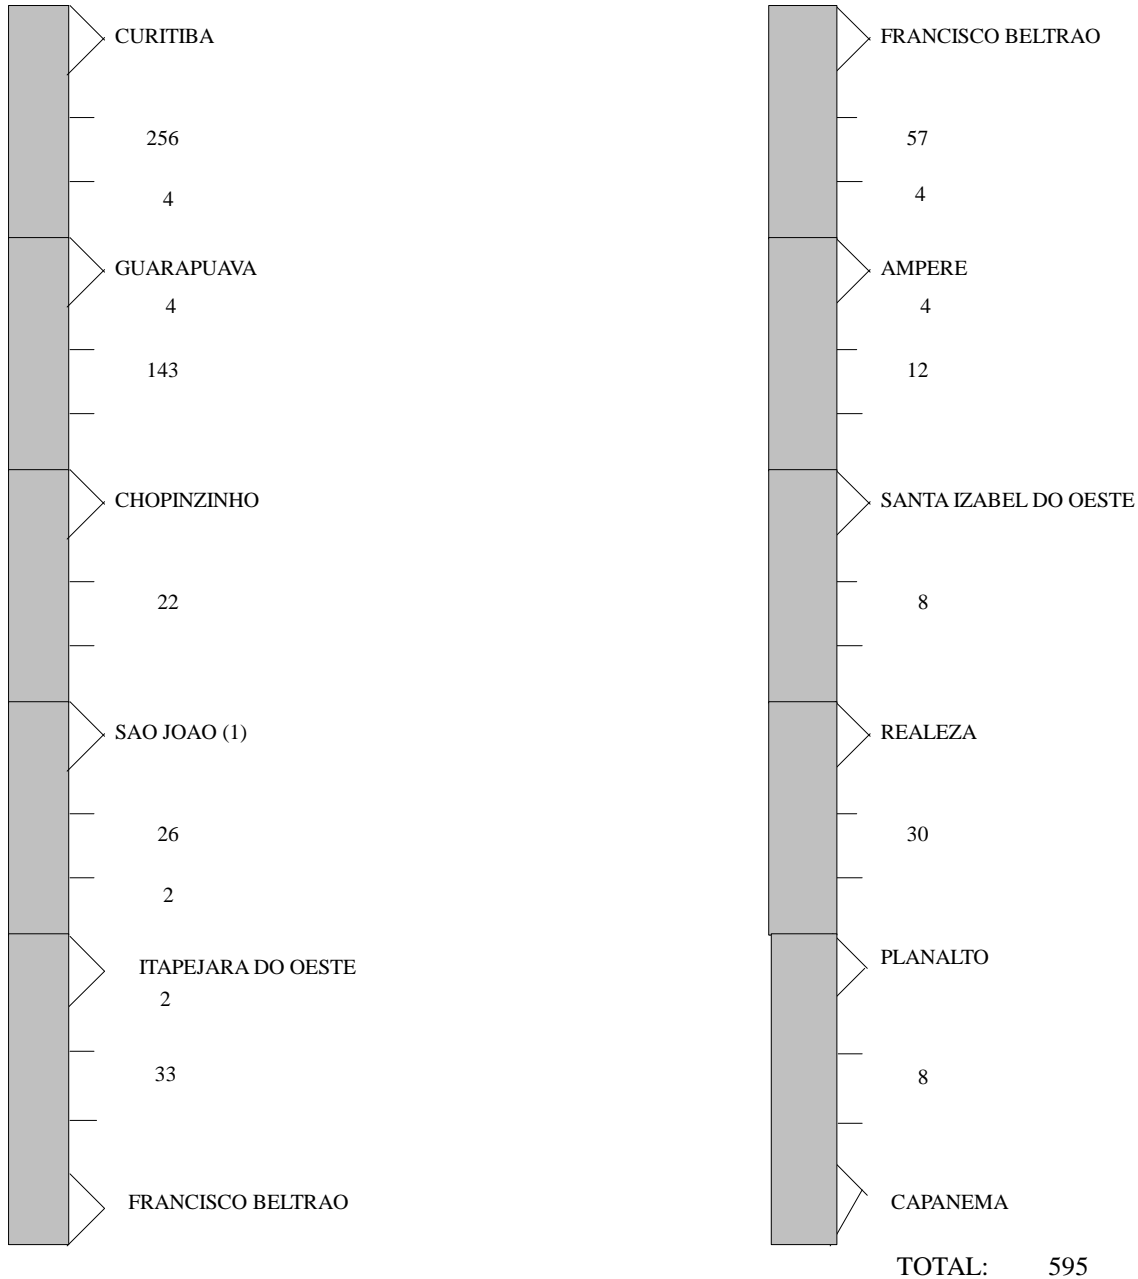 CURITIBA
256
4
GUARAPUAVA
4
143
CHOPINZINHO
22
SAO JOAO (1)
26
2
ITAPEJARA DO OESTE
2
33
FRANCISCO BELTRAO
FRANCISCO BELTRAO
57
4
AMPERE
4
12
SANTA IZABEL DO OESTE
8
REALEZA
30
PLANALTO
8
CAPANEMA
TOTAL: 595